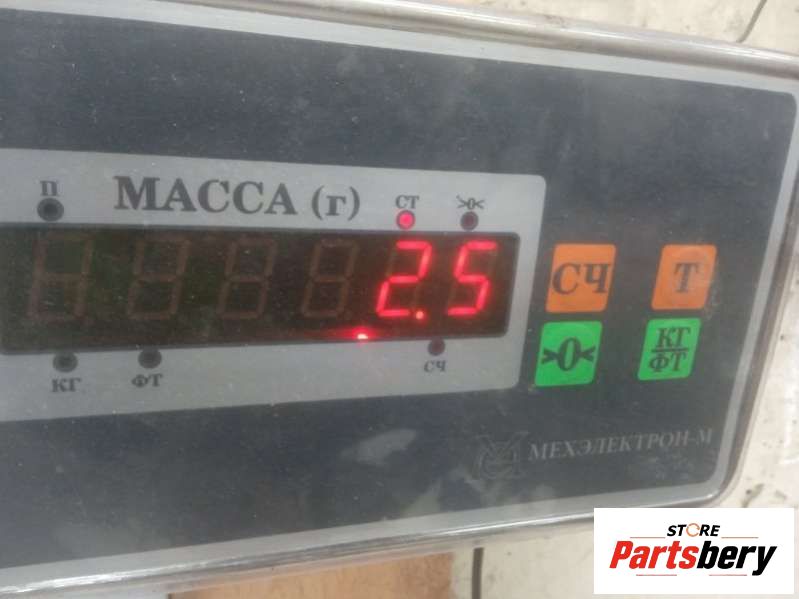 П
МАССА (г)
СТ
>0<
2.5
СЧ
Т
>0<
КГ
ФТ
КГ
ФТ
СЧ
МЕХЭЛЕКТРОН-М
STORE
Partsbery